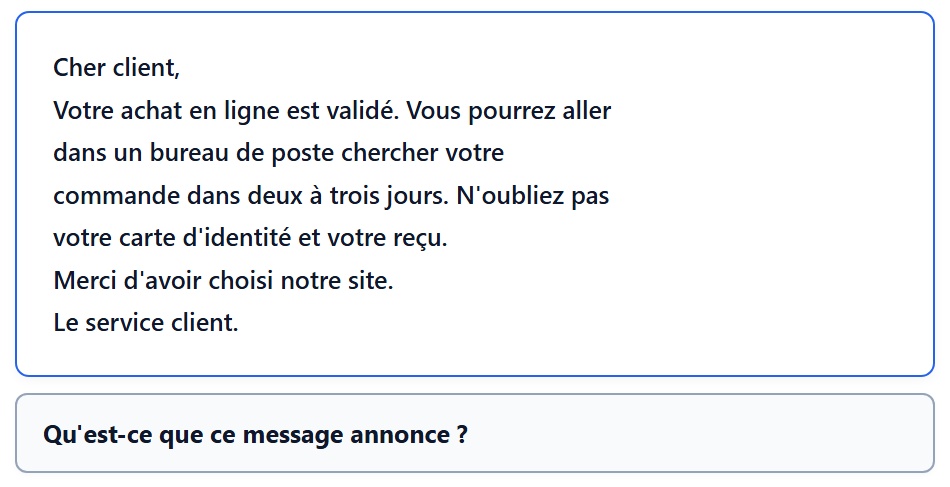 Cher client,
Votre achat en ligne est validé. Vous pourrez aller
dans un bureau de poste chercher votre
commande dans deux à trois jours. N'oubliez pas
votre carte d'identité et votre reçu.
Merci d'avoir choisi notre site.
Le service client.
Qu'est-ce que ce message annonce ?